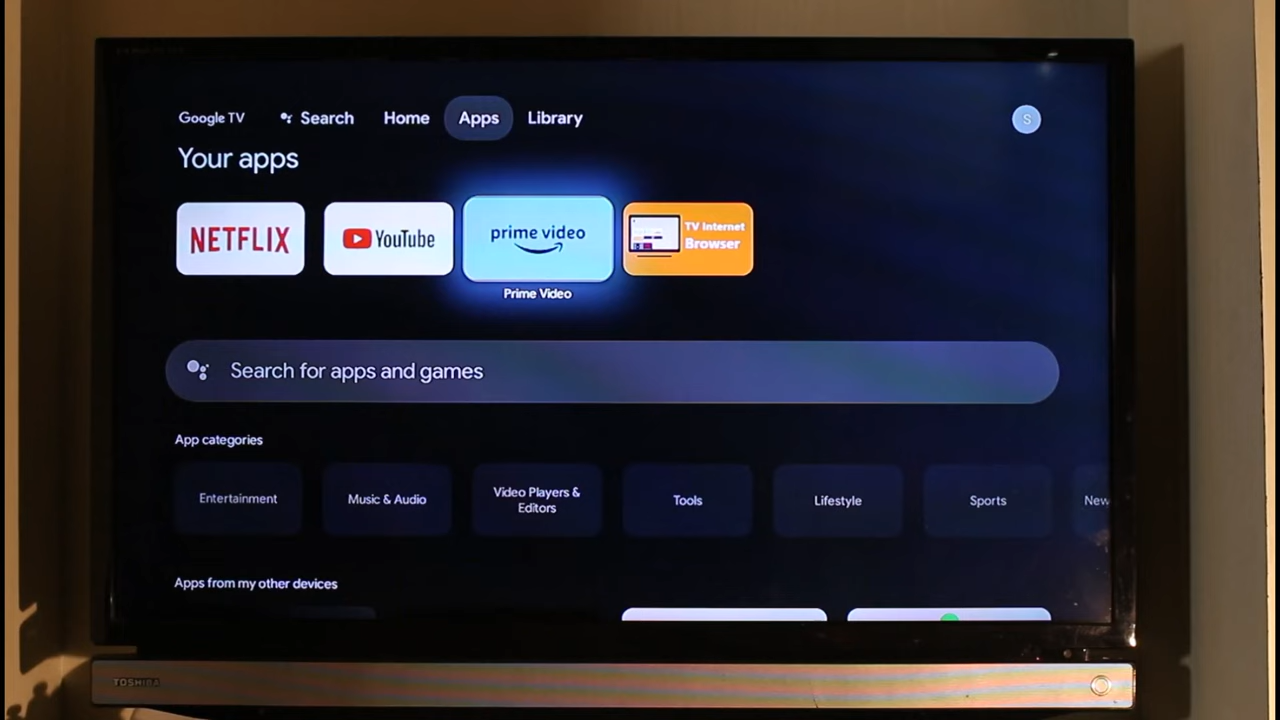 Google TV Search Home Apps Library S
Your apps
NETFLIX YouTube prime video TV Internet Browser
Prime Video
Search for apps and games
App categories
Entertainment Music & Audio Video Players & Editors Tools Lifestyle Sports New
Apps from my other devices
TOSHIBA